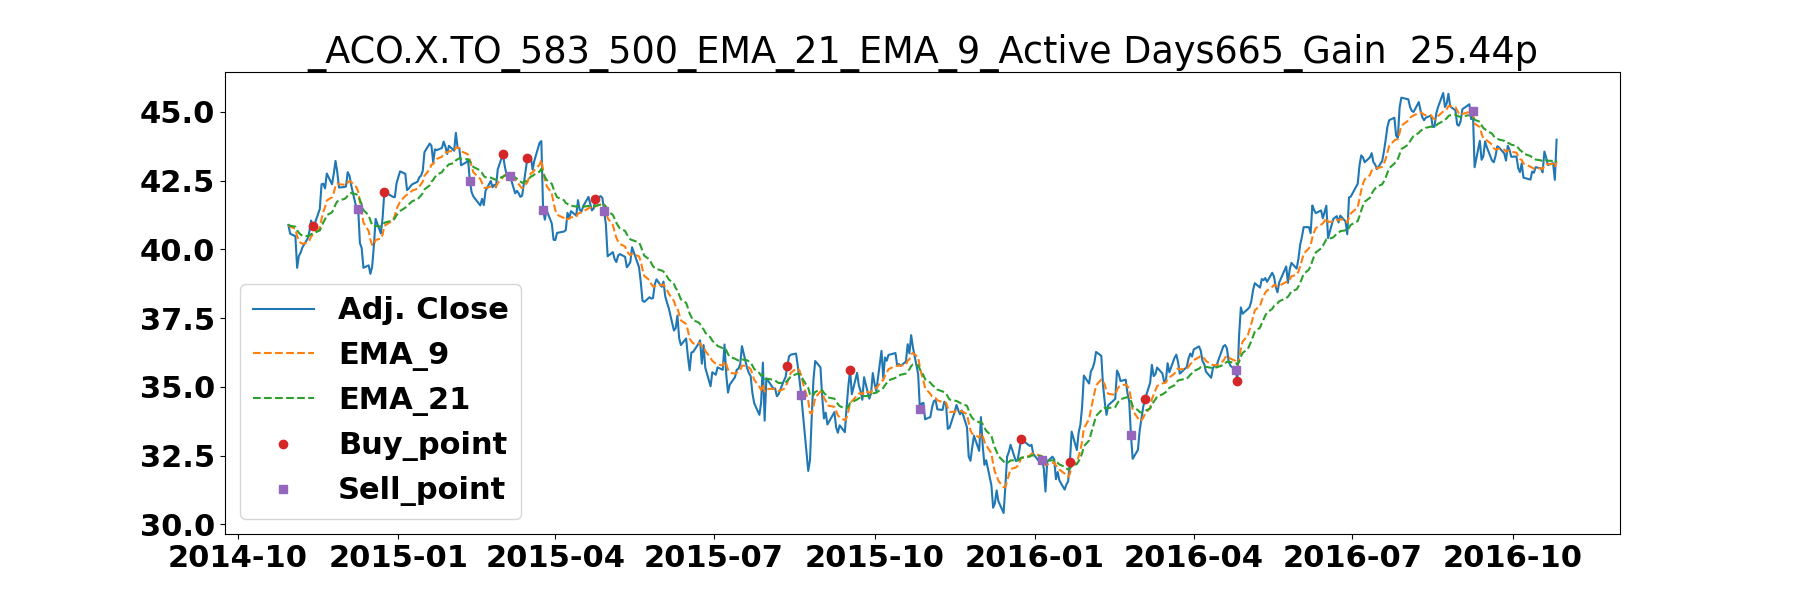 _ACO.X.TO_583_500_EMA_21_EMA_9_Active Days665_Gain  25.44p
45.0
42.5
40.0
37.5
35.0
32.5
30.0
Adj. Close
EMA_9
EMA_21
Buy_point
Sell_point
2014-10 2015-01 2015-04 2015-07 2015-10 2016-01 2016-04 2016-07 2016-10